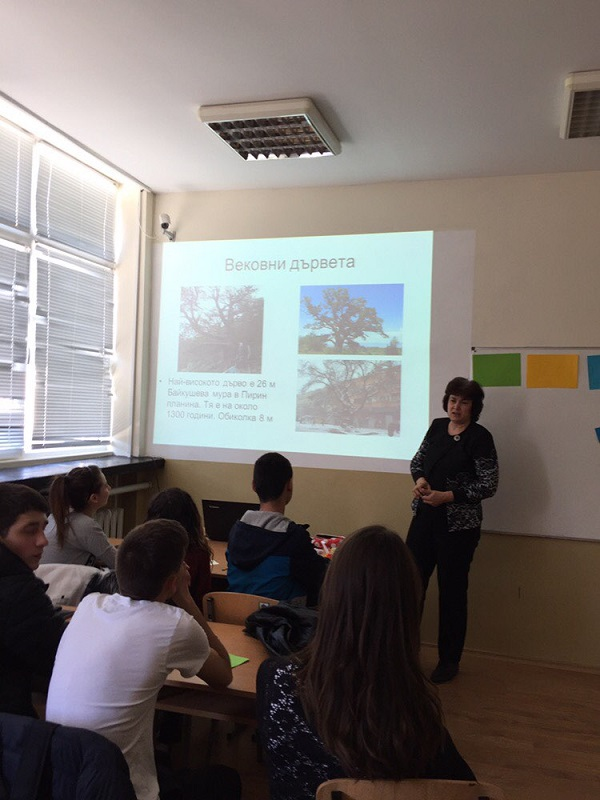 Вековни дървета
• Най-високото дърво е 26 м
Байкушева мура в Пирин
планина. Тя е на около
1300 години. Обиколка 8 м